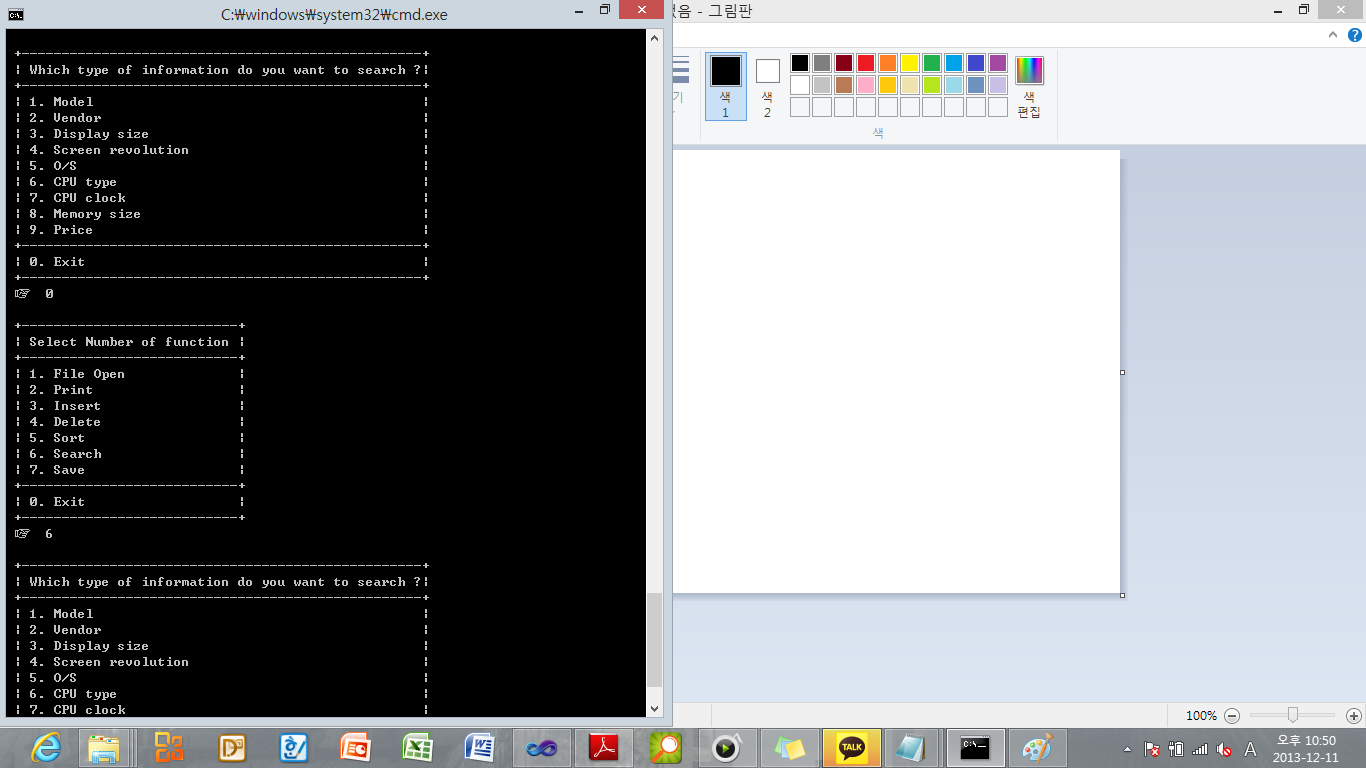 C:₩windows₩system32₩cmd.exe
Which type of information do you want to search ?
1. Model
2. Vendor
3. Display size
4. Screen revolution
5. O/S
6. CPU type
7. CPU clock
8. Memory size
9. Price
0. Exit
☞ 0
Select Number of function
1. File Open
2. Print
3. Insert
4. Delete
5. Sort
6. Search
7. Save
0. Exit
☞ 6
Which type of information do you want to search ?
1. Model
2. Vendor
3. Display size
4. Screen revolution
5. O/S
6. CPU type
7. CPU clock
- 그림판
색
1
색
2
색
편집
색
100%
TALK
C:\
A
오후 10:50
2013-12-11